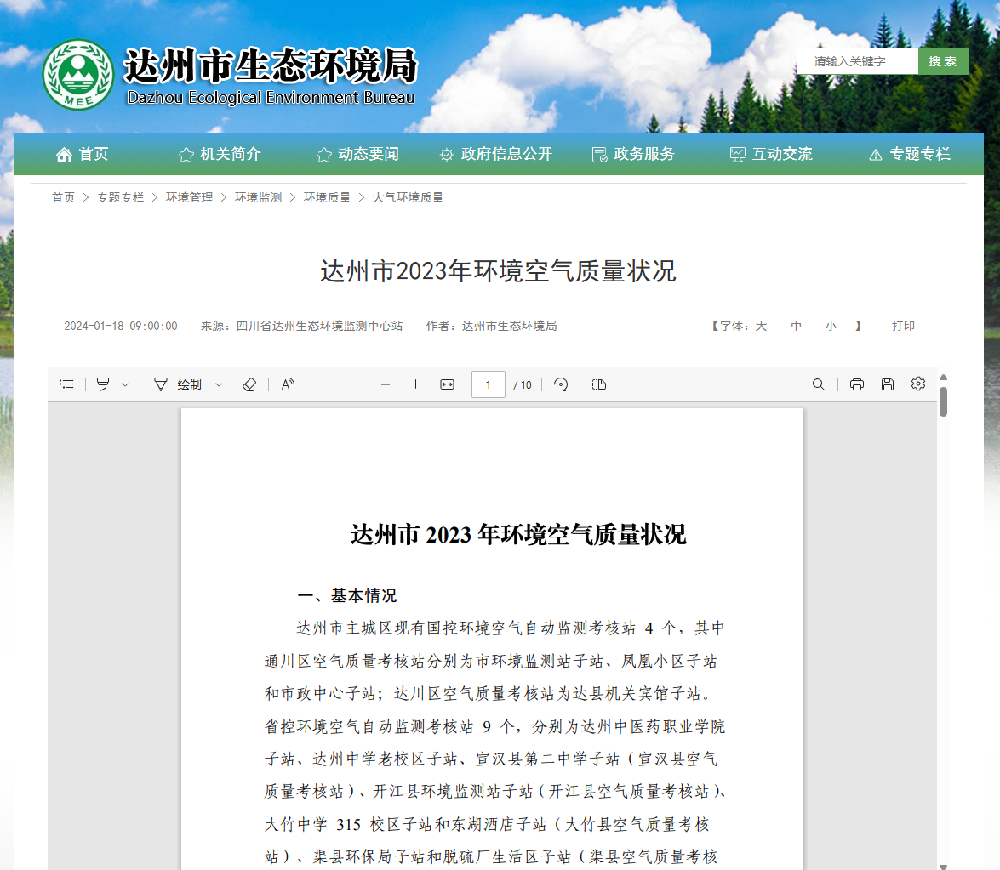 达州市生态环境局
Dazhou Ecological Environment Bureau
MEE
请输入关键字 搜 索
首页 机关简介 动态要闻 政府信息公开 政务服务 互动交流 专题专栏
首页 > 专题专栏 > 环境管理 > 环境监测 > 环境质量 > 大气环境质量
达州市2023年环境空气质量状况
2024-01-18 09:00:00 来源：四川省达州生态环境监测中心站 作者：达州市生态环境局 【字体：大 中 小 】 打印
绘制 1 / 10
达州市 2023 年环境空气质量状况
一、基本情况
达州市主城区现有国控环境空气自动监测考核站 4 个，其中
通川区空气质量考核站分别为市环境监测站子站、凤凰小区子站
和市政中心子站；达川区空气质量考核站为达县机关宾馆子站。
省控环境空气自动监测考核站 9 个，分别为达州中医药职业学院
子站、达州中学老校区子站、宣汉县第二中学子站（宣汉县空气
质量考核站）、开江县环境监测站子站（开江县空气质量考核站）、
大竹中学 315 校区子站和东湖酒店子站（大竹县空气质量考核
站）、渠县环保局子站和脱硫厂生活区子站（渠县空气质量考核